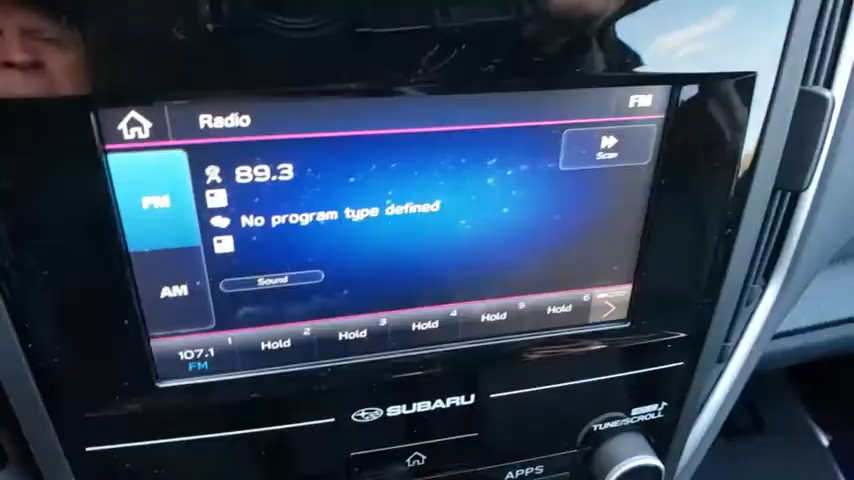 Radio
FM
89.3
Scan
FM
No program type defined
AM
Sound
107.1 1
FM
Hold 2
Hold 3
Hold 4
Hold 5
Hold 6
SUBARU
TUNE/SCROLL
APPS